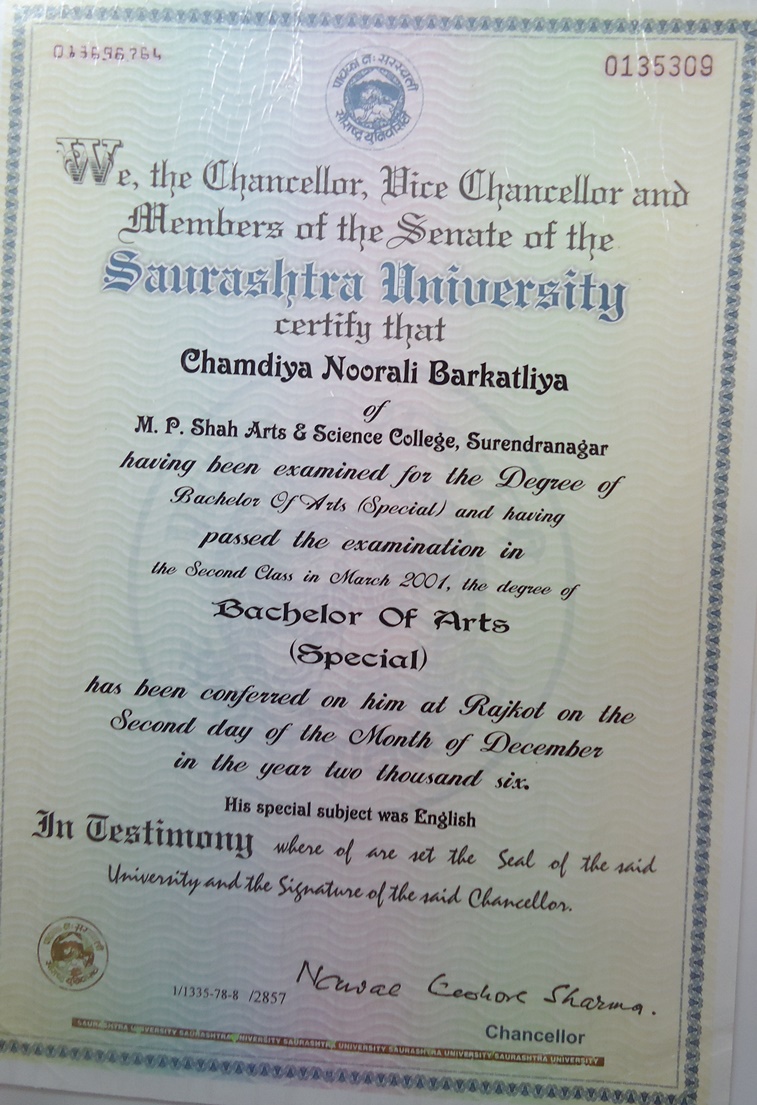 0135309
We, the Chancellor, Vice Chancellor and
Members of the Senate of the
Saurashtra University
certify that
Chamdiya Noorali Barkatliya
of
M. P. Shah Arts & Science College, Surendranagar
having been examined for the Degree of
Bachelor Of Arts (Special) and having
passed the examination in
the Second Class in March 2001, the degree of
Bachelor Of Arts
(Special)
has been conferred on him at Rajkot on the
Second day of the Month of December
in the year two thousand six.
His special subject was English
In Testimony where of are set the Seal of the said
University and the Signature of the said Chancellor.
1/1335-78-8 /2857
Sharma.
Chancellor
SAURASHTRA UNIVERSITY SAURASHTRA UNIVERSITY SAURASHTRA UNIVERSITY SAURASHTRA UNIVERSITY SAURASHTRA UNIVERSITY